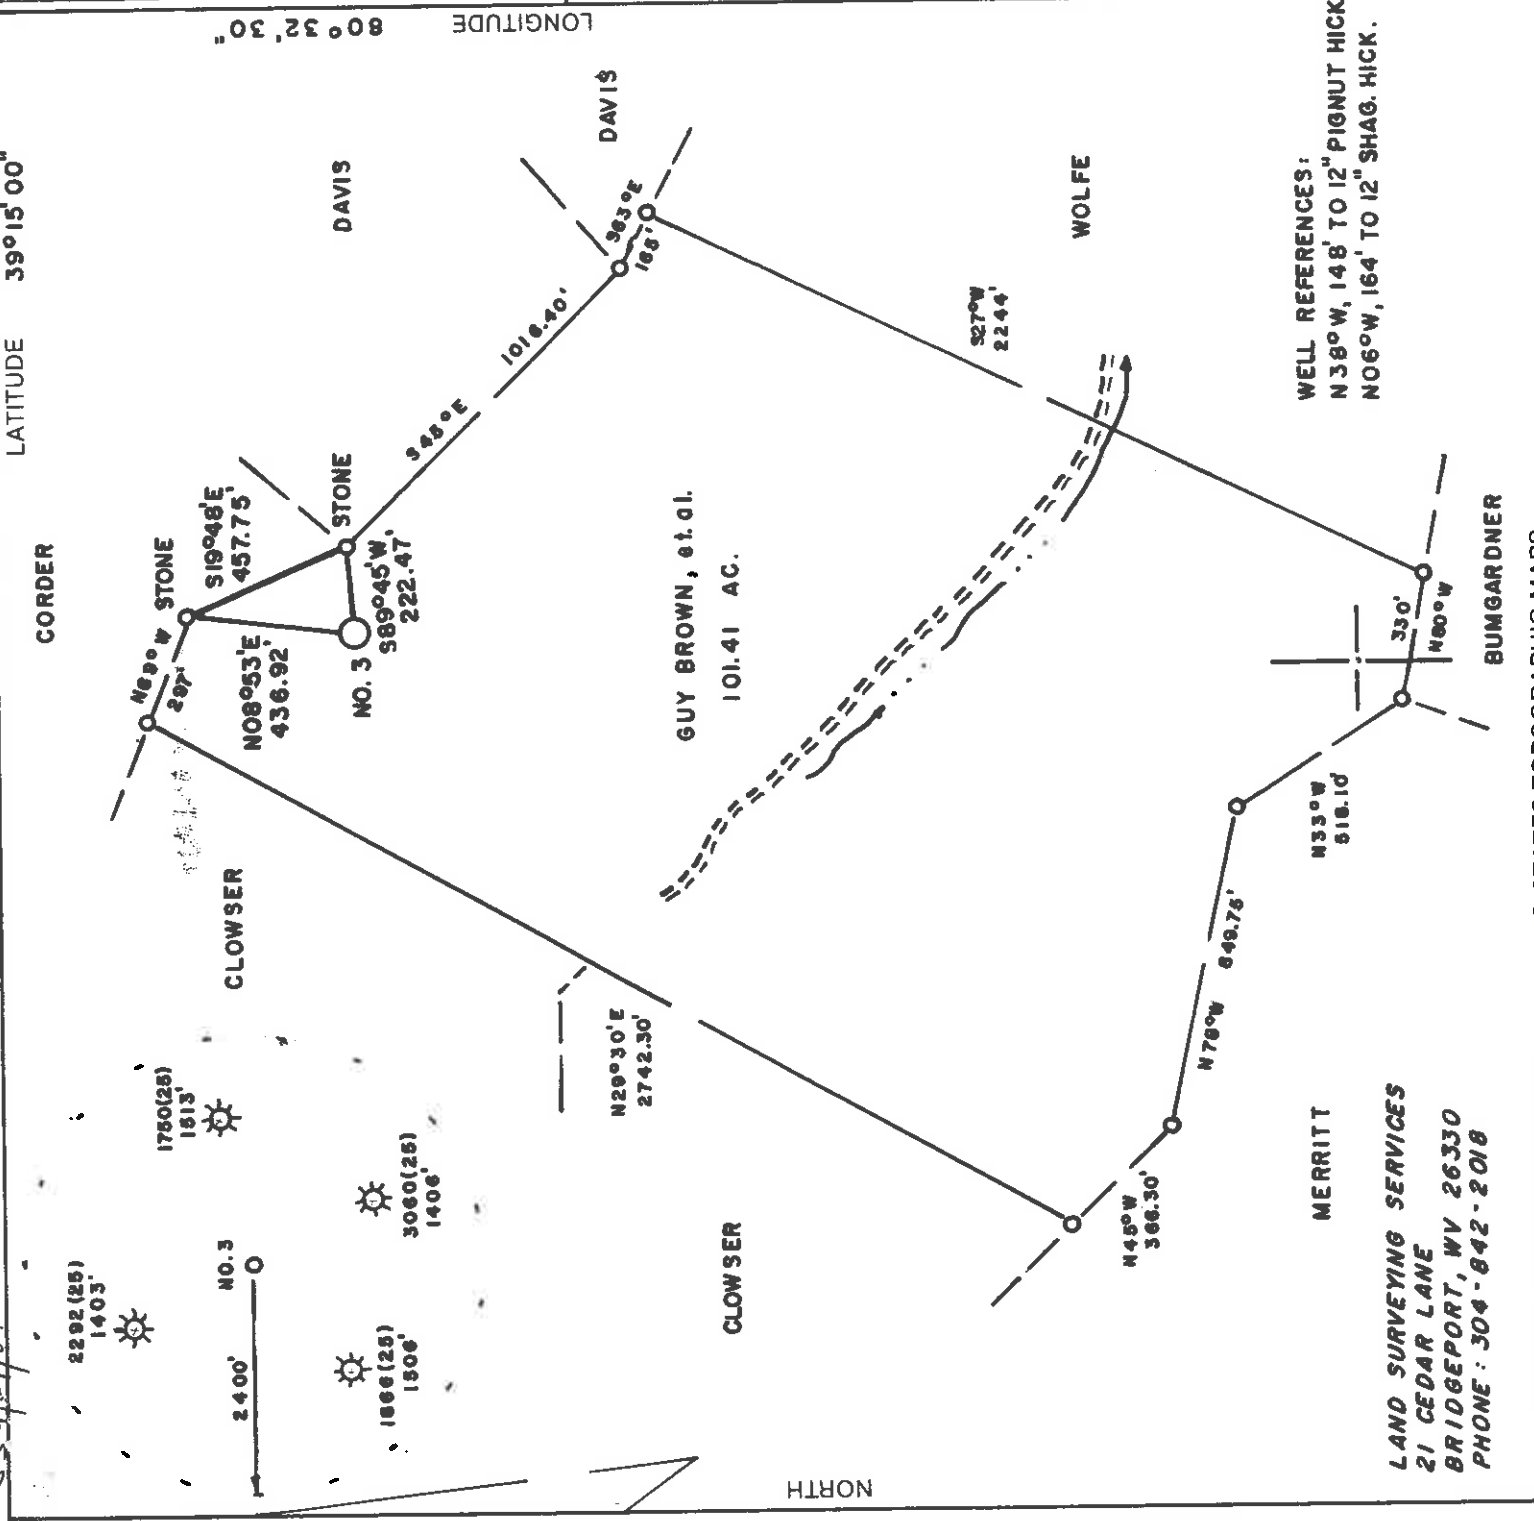 LATITUDE 39°15'00"
80°32'30"
LONGITUDE
CORDER
DAVIS
DAVIS
STONE
S19°48'E
457.75'
STONE
N69°W
297'
N08°53'E
436.92'
NO. 3
S89°45'W
222.47'
S45°E 1016.40'
S63°E
165'
WOLFE
S27°W
2244'
GUY BROWN, et.al.
101.41 AC.
CLOWSER
1750(25)
1513'
2292(25)
1403'
NO.3
2400'
3060(25)
1406'
1666(25)
1506'
N29°30'E
2742.30'
CLOWSER
N45°W
366.30'
N78°W 849.75'
N33°W
518.10'
330'
N80°W
BUMGARDNER
MERRITT
WELL REFERENCES:
N38°W, 148' TO 12" PIGNUT HICK
N06°W, 164' TO 12" SHAG. HICK.
NORTH
LAND SURVEYING SERVICES
21 CEDAR LANE
BRIDGEPORT, WV 26330
PHONE: 304-842-2018